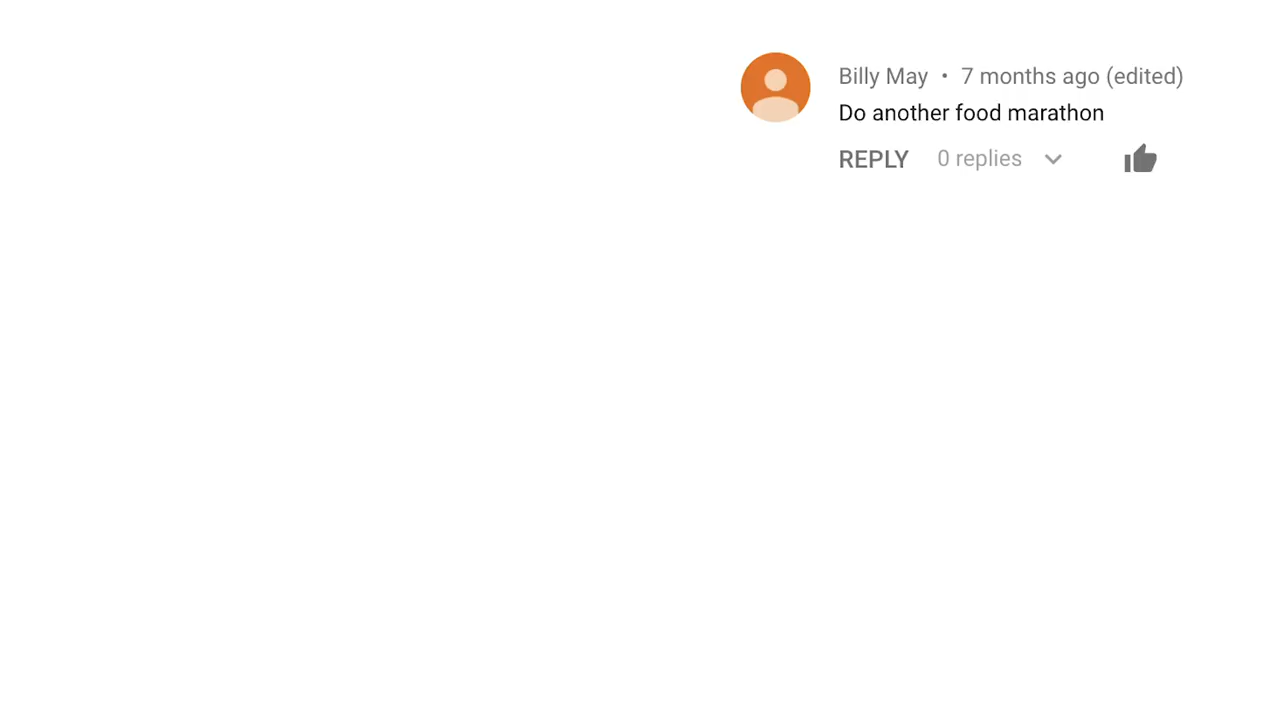 Billy May • 7 months ago (edited)
Do another food marathon
REPLY 0 replies